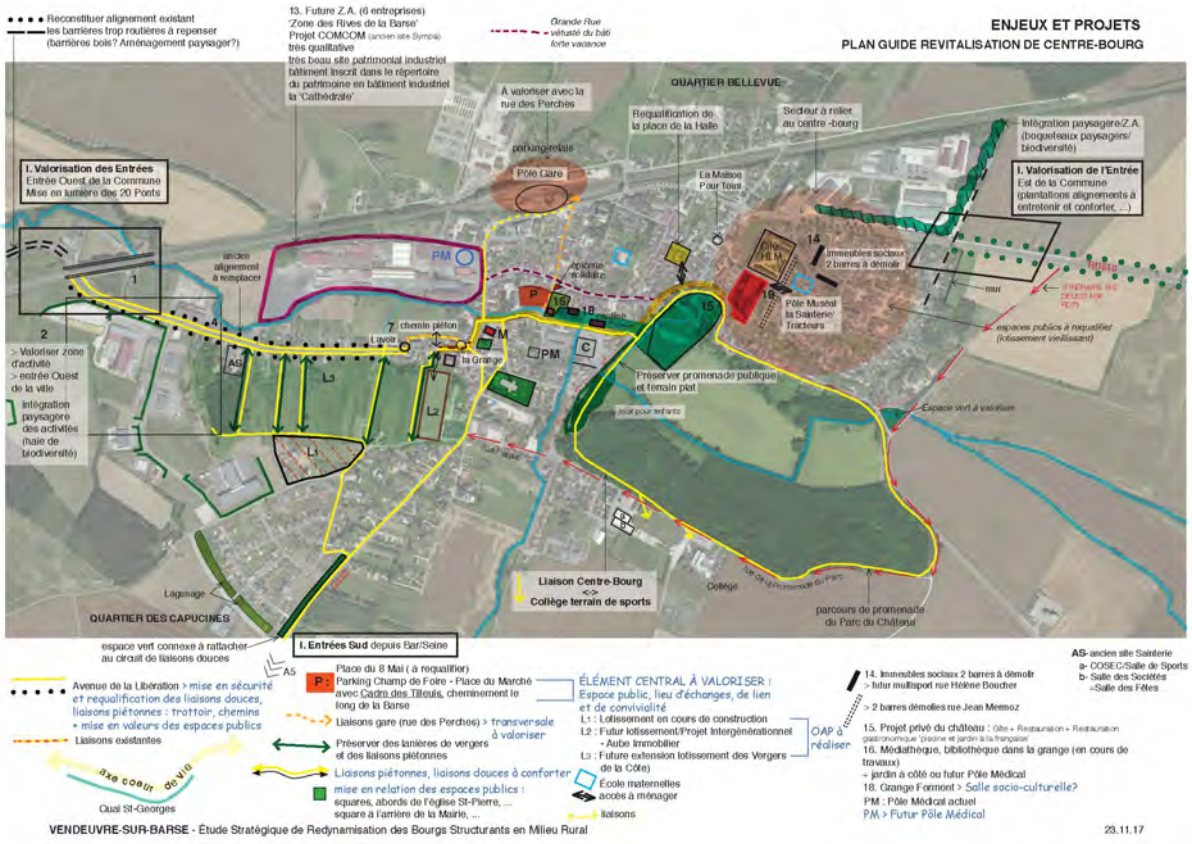 Reconstituer alignement existant
les barrières trop routières à repenser
(barrières bois? Aménagement paysager?)
13. Future Z.A. (6 entreprises)
'Zone des Rives de la Barse'
Projet COMCOM (ancien site Sympa)
très qualitative
très beau site patrimonial industriel
bâtiment inscrit dans le répertoire
du patrimoine en bâtiment industriel
la 'Cathédrale'
Grande Rue
vétusté du bâti
forte vacance
ENJEUX ET PROJETS
PLAN GUIDE REVITALISATION DE CENTRE-BOURG
QUARTIER BELLEVUE
À valoriser avec la
rue des Perches
Requalification de
la place de la Halle
Secteur à relier
au centre -bourg
Intégration paysagère/Z.A.
(boqueteaux paysagers/
biodiversité)
parking-relais
Pôle Gare
La Maison
Pour Tous
I. Valorisation des Entrées
Entrée Ouest de la Commune
Mise en lumière des 20 Ponts
I. Valorisation de l'Entrée
Est de la Commune
(plantations alignements à
entretenir et conforter, ...)
ancien
alignement
à remplacer
PM
épicerie
solidaire
Cité
HLM
14
Immeubles sociaux
2 barres à démolir
1
P
16
18
15
19
Pôle Muséal
la Sainterie/
Tracteurs
mur
espaces publics à requalifier
(lotissement vieillissant)
2
4
7
chemin piéton
Lavoir
M
la Grange
PM
C
> Valoriser zone
d'activité
> entrée Ouest
de la ville
AS
L3
L2
L1
Préserver promenade publique
et terrain plat
jeial pour enfants
Espace vert à valoriser
intégration
paysagère
des activités
(haie de
biodiversité)
a
b
Liaison Centre-Bourg
<->
Collège terrain de sports
Collège
rue de la Promenade du Parc
parcours de promenade
du Parc du Château
Lagunage
QUARTIER DES CAPUCINES
espace vert connexe à rattacher
au circuit de liaisons douces
I. Entrées Sud depuis Bar/Seine
A5
Avenue de la Libération > mise en sécurité
et requalification des liaisons douces,
liaisons piétonnes : trottoir, chemins
+ mise en valeurs des espaces publics
Liaisons existantes
axe coeur de vie
Quai St-Georges
P :
Place du 8 Mai ( à requalifier)
Parking Champ de Foire - Place du Marché
avec Cadre des Tilleuls, cheminement le
long de la Barse
Liaisons gare (rue des Perches) > transversale
à valoriser
Préserver des lanières de vergers
et des liaisons piétonnes
Liaisons piétonnes, liaisons douces à conforter
mise en relation des espaces publics :
squares, abords de l'église St-Pierre, ...
square à l'arrière de la Mairie, ...
ÉLÉMENT CENTRAL À VALORISER :
Espace public, lieu d'échanges, de lien
et de convivialité
L1 : Lotissement en cours de construction
L2 : Futur lotissement/Projet Intergénérationnel
- Aube Immobilier
L3 : Future extension lotissement des Vergers
de la Côte)
OAP à
réaliser
École maternelles
accès à ménager
liaisons
AS- ancien site Sainterie
a- COSEC/Salle de Sports
b- Salle des Sociétés
=Salle des Fêtes
14. Immeubles sociaux 2 barres à démolir
> futur multisport rue Hélène Boucher
> 2 barres démolies rue Jean Mermoz
15. Projet privé du château : Gîte + Restauration + Restauration
gastronomique 'piscine et jardin à la française'
16. Médiathèque, bibliothèque dans la grange (en cours de
travaux)
+ jardin à côté ou futur Pôle Médical
18. Grange Formont > Salle socio-culturelle?
PM : Pôle Médical actuel
PM > Futur Pôle Médical
VENDEUVRE-SUR-BARSE - Étude Stratégique de Redynamisation des Bourgs Structurants en Milieu Rural
23.11.17